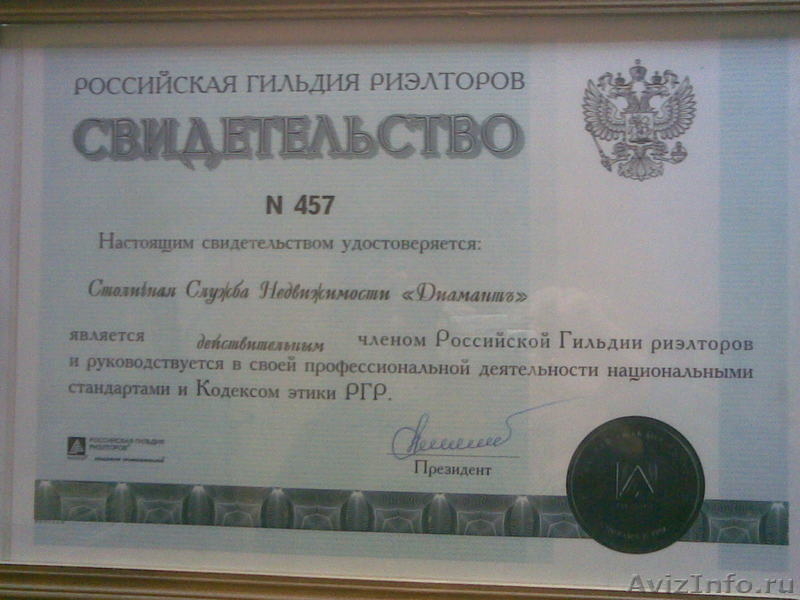 РОССИЙСКАЯ ГИЛЬДИЯ РИЭЛТОРОВ
СВИДЕТЕЛЬСТВО
N 457
Настоящим свидетельством удостоверяется:
Столичная Служба Недвижимости «Диамантъ»
является действительным членом Российской Гильдии риэлторов
и руководствуется в своей профессиональной деятельности национальными
стандартами и Кодексом этики РГР.
РОССИЙСКАЯ ГИЛЬДИЯ
РИЭЛТОРОВ
Президент
AvizInfo.ru